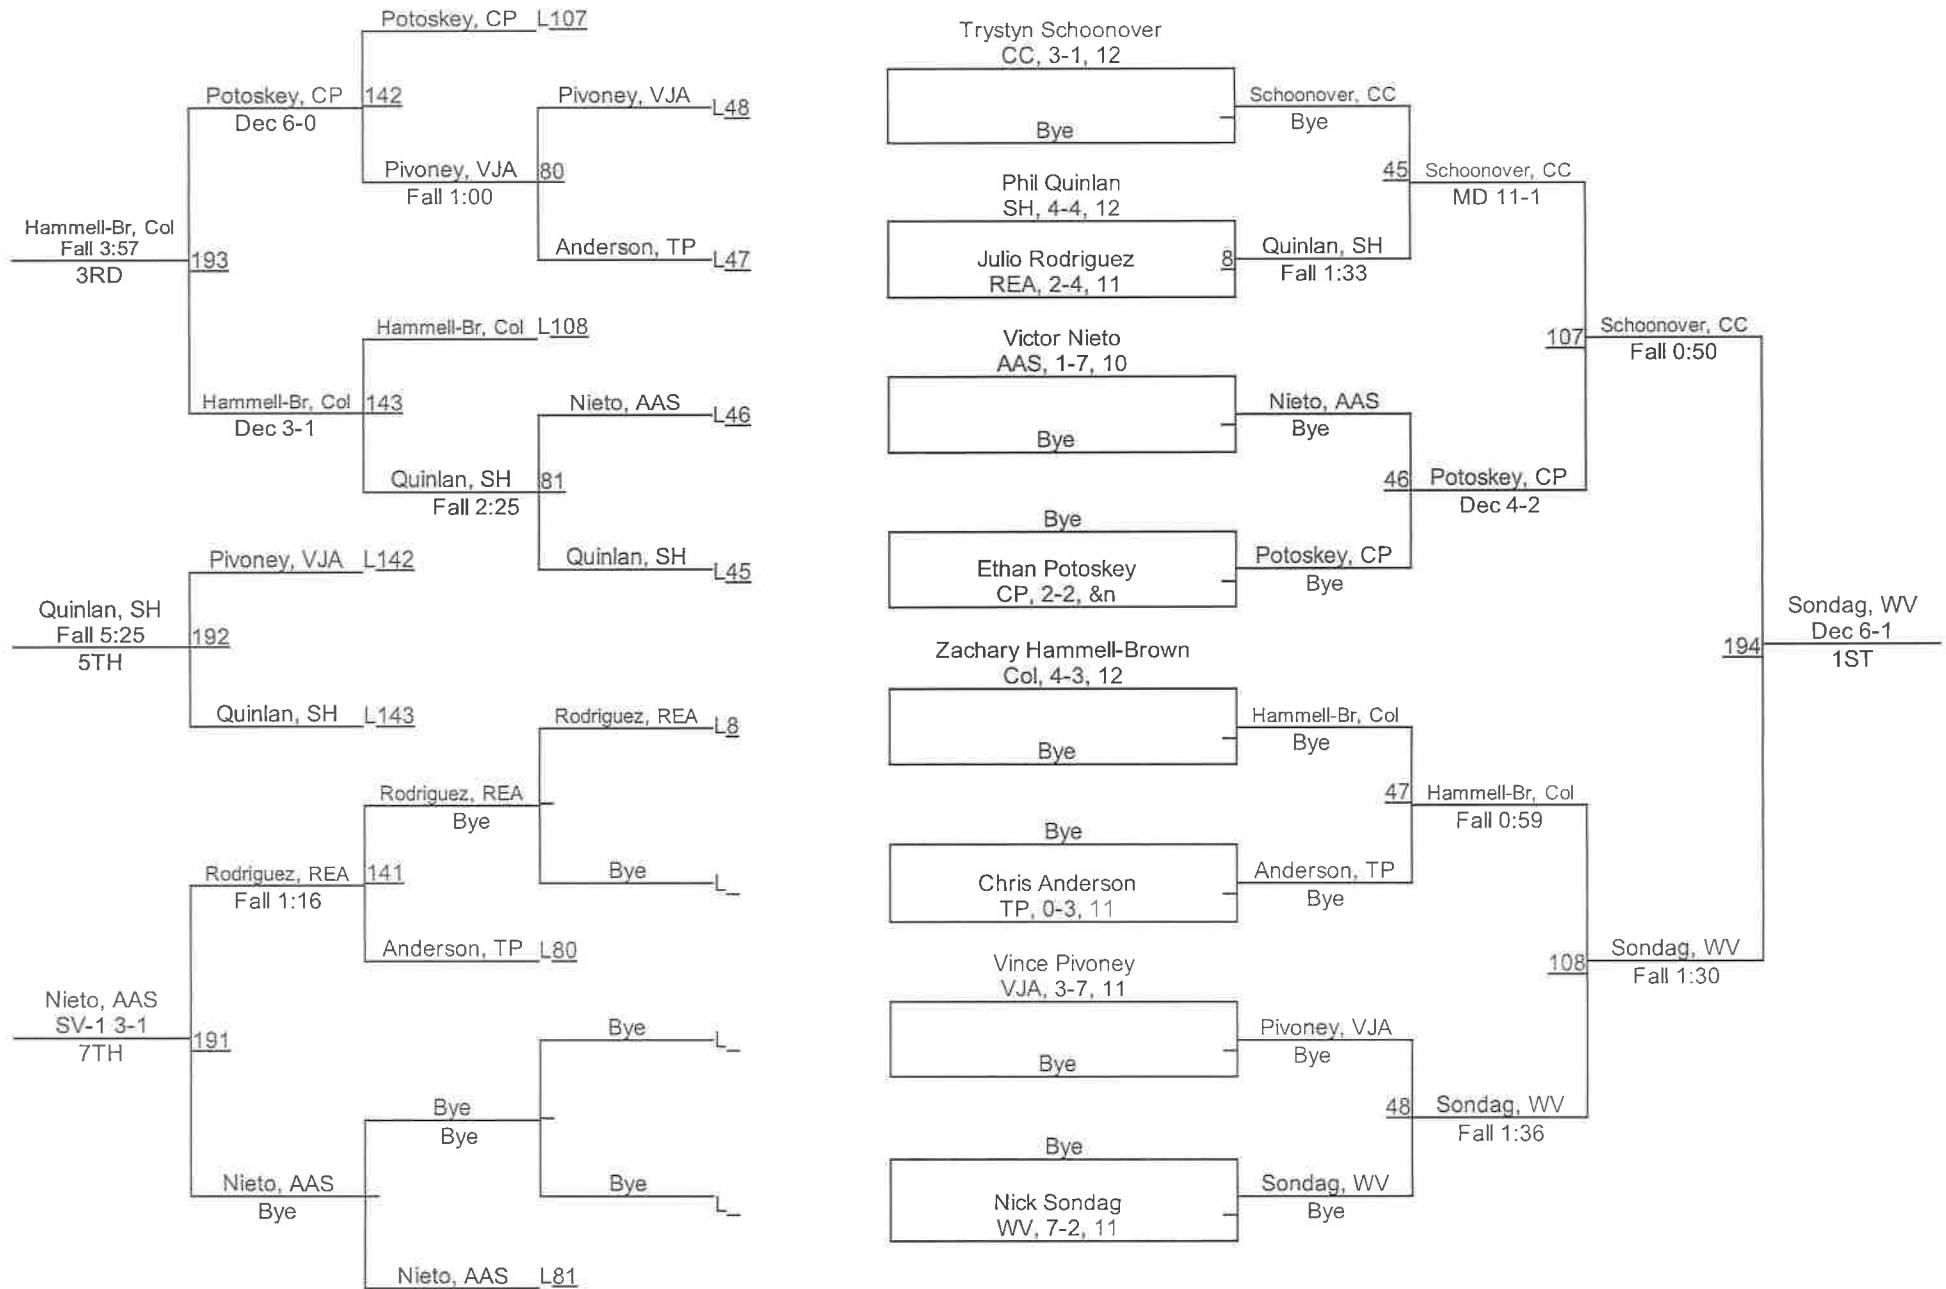 Potoskey, CP L107
Potoskey, CP 142
Dec 6-0
Pivoney, VJA L48
Pivoney, VJA 80
Fall 1:00
Anderson, TP L47
Hammell-Br, Col
Fall 3:57
3RD
193
Hammell-Br, Col L108
Hammell-Br, Col 143
Dec 3-1
Nieto, AAS L46
Quinlan, SH 81
Fall 2:25
Quinlan, SH L45
Pivoney, VJA L142
Quinlan, SH
Fall 5:25
5TH
192
Quinlan, SH L143
Rodriguez, REA L8
Rodriguez, REA
Bye
Bye L
Rodriguez, REA 141
Fall 1:16
Anderson, TP L80
Nieto, AAS
SV-1 3-1
7TH
191
Bye L
Bye
Bye
Bye L
Nieto, AAS
Bye
Nieto, AAS L81
Trystyn Schoonover
CC, 3-1, 12
Bye
Schoonover, CC
Bye
Phil Quinlan
SH, 4-4, 12
Julio Rodriguez
REA, 2-4, 11
8
Quinlan, SH
Fall 1:33
45
Schoonover, CC
MD 11-1
Victor Nieto
AAS, 1-7, 10
Bye
Nieto, AAS
Bye
Bye
Ethan Potoskey
CP, 2-2, &n
Potoskey, CP
Bye
46
Potoskey, CP
Dec 4-2
107
Schoonover, CC
Fall 0:50
Zachary Hammell-Brown
Col, 4-3, 12
Bye
Hammell-Br, Col
Bye
Bye
Chris Anderson
TP, 0-3, 11
Anderson, TP
Bye
47
Hammell-Br, Col
Fall 0:59
Vince Pivoney
VJA, 3-7, 11
Bye
Pivoney, VJA
Bye
Bye
Nick Sondag
WV, 7-2, 11
Sondag, WV
Bye
48
Sondag, WV
Fall 1:36
108
Sondag, WV
Fall 1:30
194
Sondag, WV
Dec 6-1
1ST